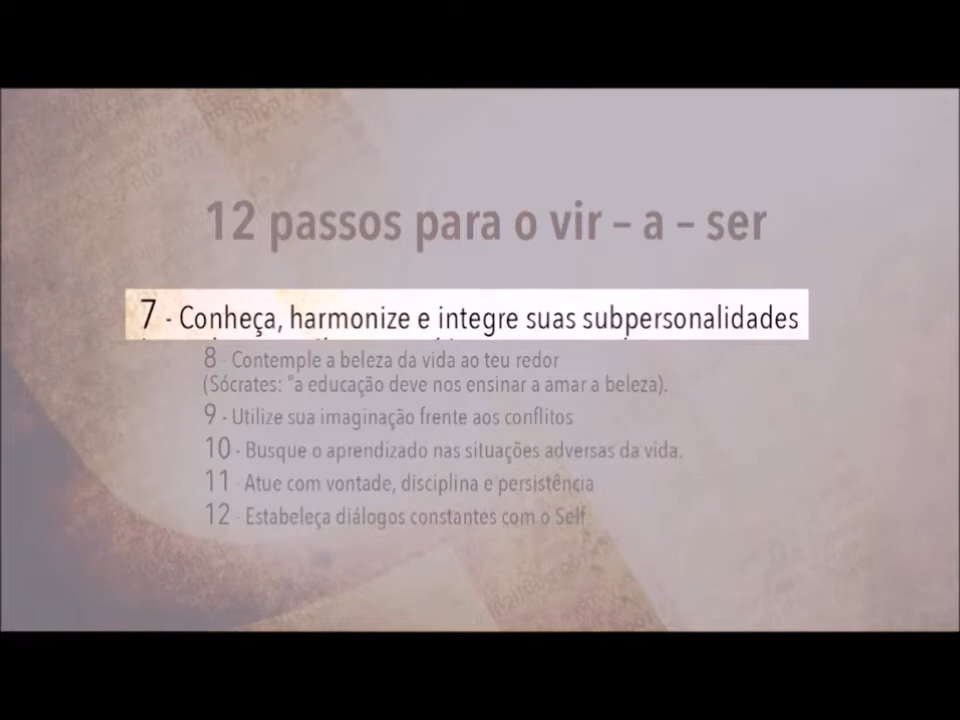 12 passos para o vir – a – ser
7 - Conheça, harmonize e integre suas subpersonalidades
8 - Contemple a beleza da vida ao teu redor
(Sócrates: "a educação deve nos ensinar a amar a beleza).
9 - Utilize sua imaginação frente aos conflitos
10 - Busque o aprendizado nas situações adversas da vida.
11 - Atue com vontade, disciplina e persistência
12 - Estabeleça diálogos constantes com o Self